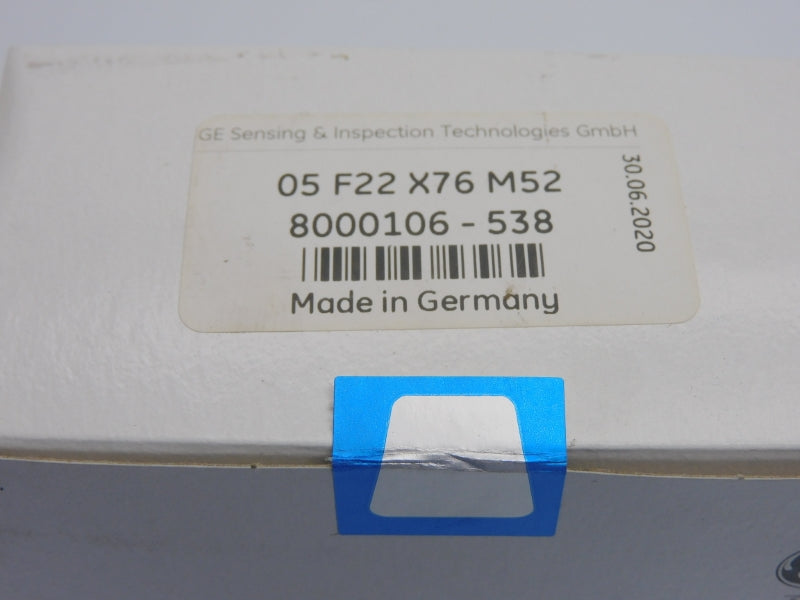 GE Sensing & Inspection Technologies GmbH
05 F22 X76 M52
8000106 - 538
Made in Germany
30.06.2020